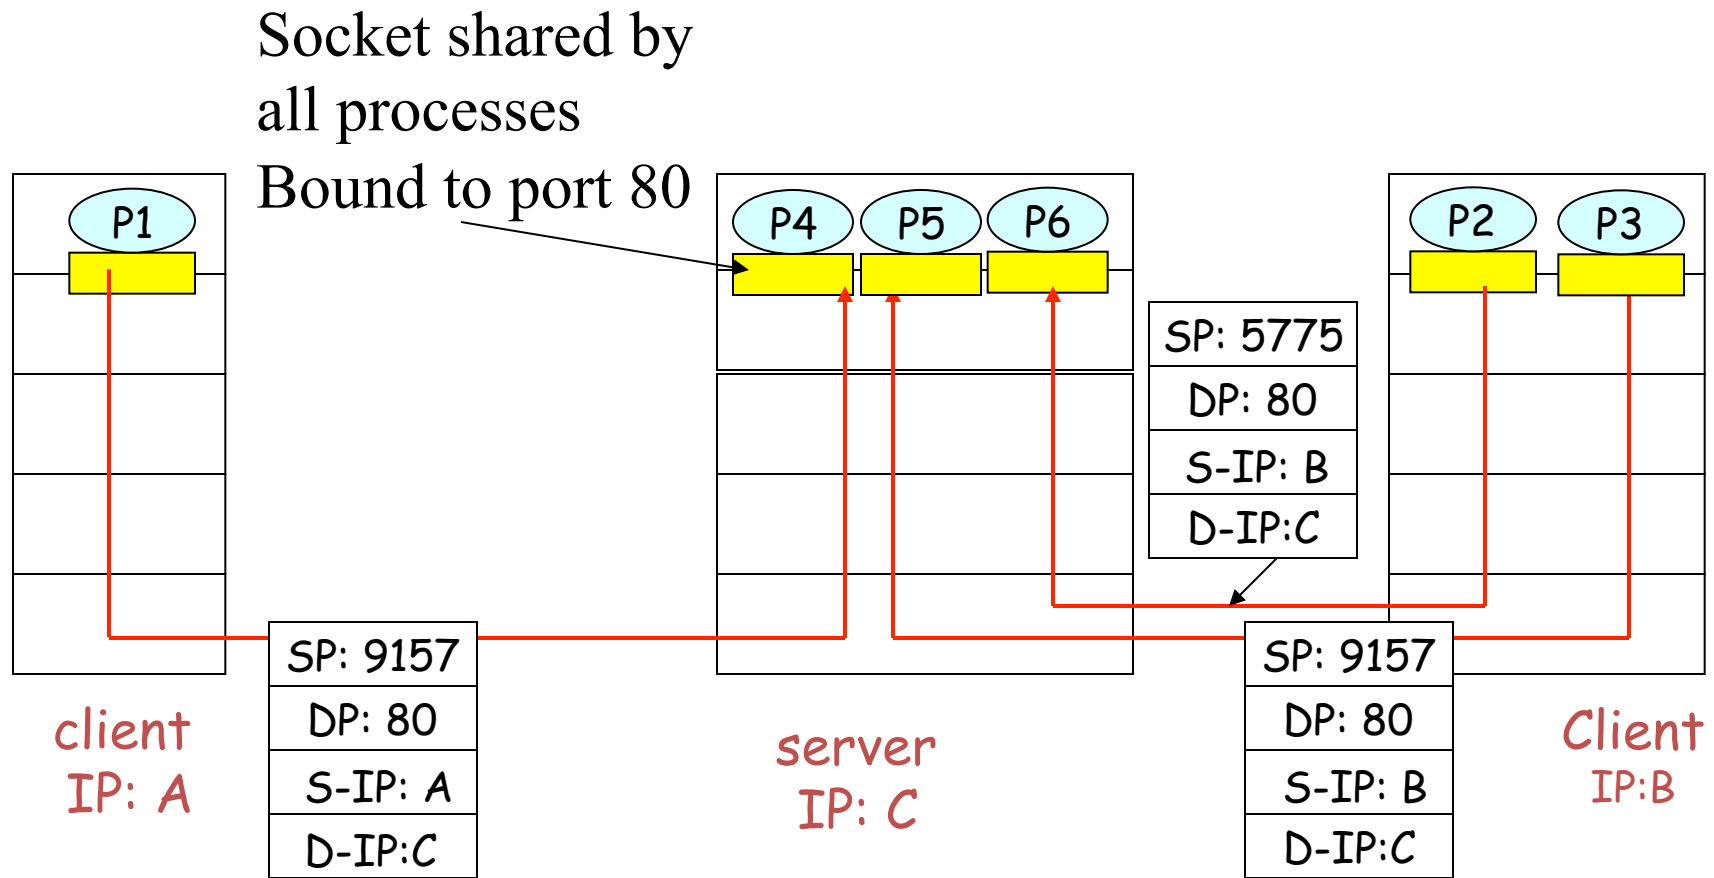 Socket shared by
all processes
Bound to port 80
P1
P4
P5
P6
P2
P3
SP: 5775
DP: 80
S-IP: B
D-IP:C
SP: 9157
DP: 80
S-IP: A
D-IP:C
SP: 9157
DP: 80
S-IP: B
D-IP:C
client
IP: A
server
IP: C
Client
IP:B